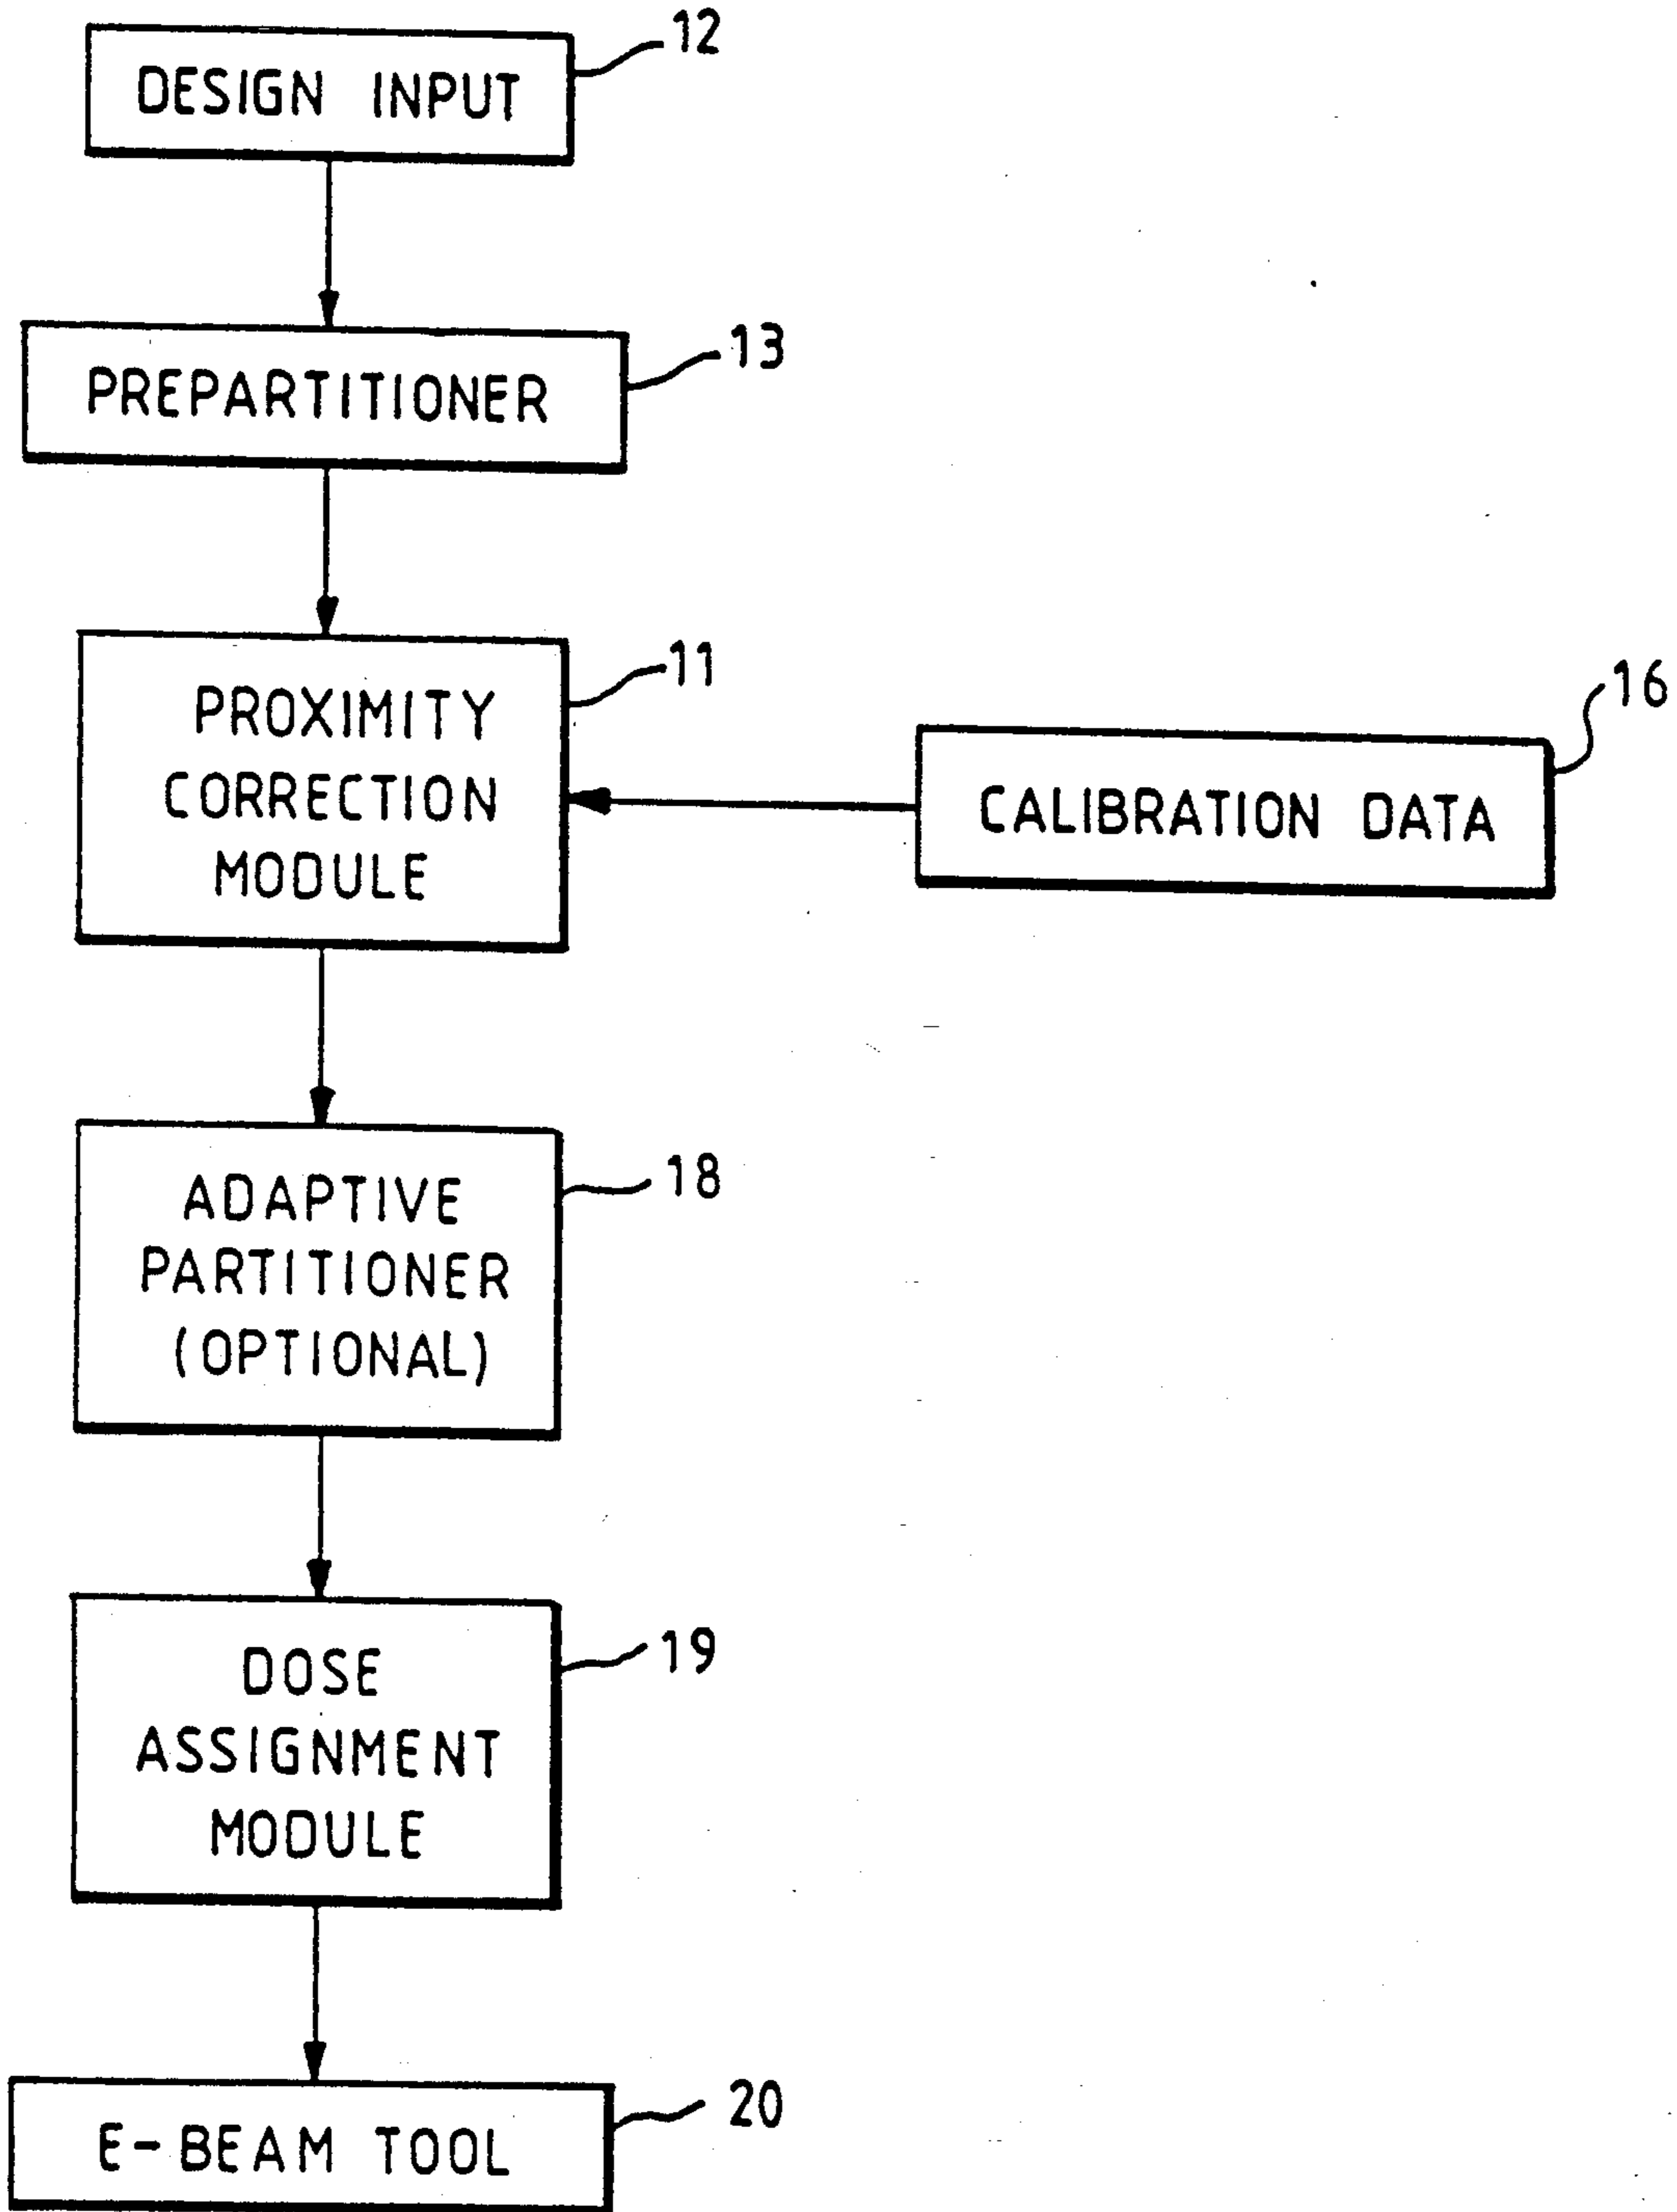 12
DESIGN INPUT
13
PREPARTITIONER
11
PROXIMITY
CORRECTION
MODULE
16
CALIBRATION DATA
18
ADAPTIVE
PARTITIONER
(OPTIONAL)
19
DOSE
ASSIGNMENT
MODULE
20
E-BEAM TOOL